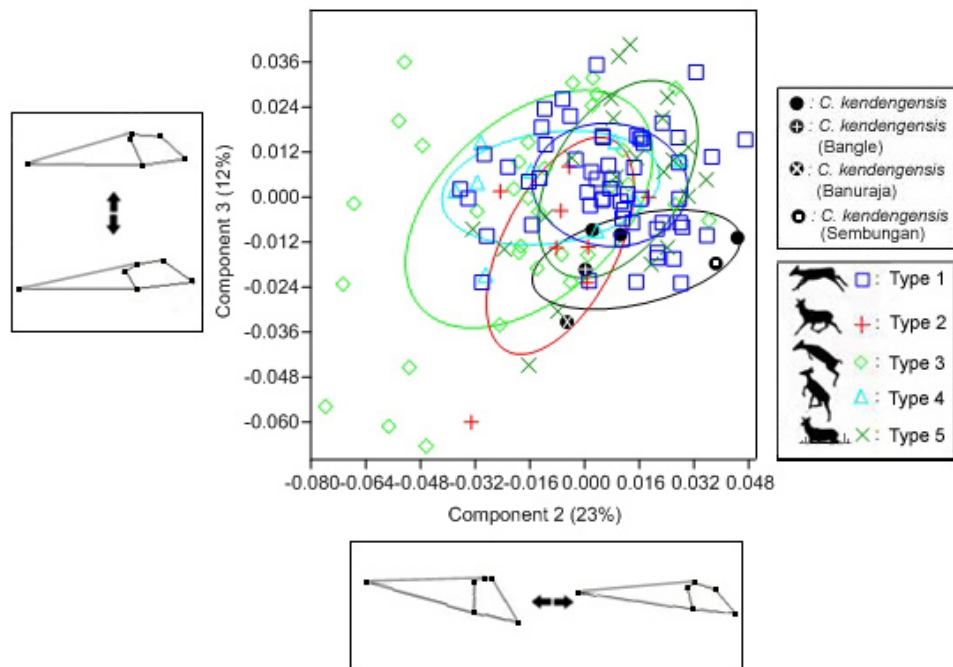 0.036
0.024
0.012
0.000
-0.012
-0.024
-0.036
-0.048
-0.060
Component 3 (12%)
-0.080 -0.064 -0.048 -0.032 -0.016 0.000 0.016 0.032 0.048
Component 2 (23%)
: C. kendengensis
: C. kendengensis
(Bangle)
: C. kendengensis
(Banuraja)
: C. kendengensis
(Sembungan)
: Type 1
: Type 2
: Type 3
: Type 4
: Type 5